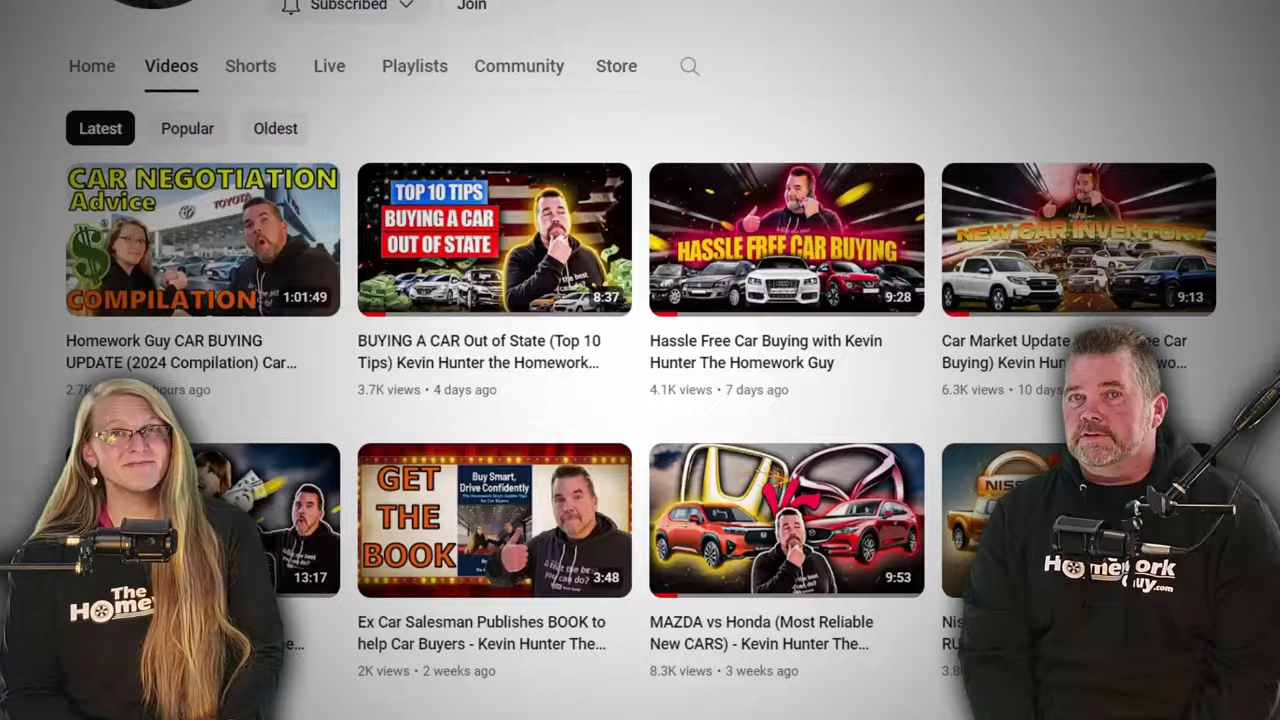 Subscribed
Join
Home
Videos
Shorts
Live
Playlists
Community
Store
Latest
Popular
Oldest
CAR NEGOTIATION
Advice
TOYOTA
$
COMPILATION
1:01:49
TOP 10 TIPS
BUYING A CAR
OUT OF STATE
8:37
HASSLE FREE CAR BUYING
9:28
NEW CAR INVENTORY
9:13
Homework Guy CAR BUYING
UPDATE (2024 Compilation) Car...
BUYING A CAR Out of State (Top 10
Tips) Kevin Hunter the Homework...
3.7K views • 4 days ago
Hassle Free Car Buying with Kevin
Hunter The Homework Guy
4.1K views • 7 days ago
Car Market Update
Car
Buying) Kevin
6.3K views • 10 days
ago
13:17
GET
THE
BOOK
Buy Smart,
Drive Confidently
3:48
Vs
9:53
Ex Car Salesman Publishes BOOK to
help Car Buyers - Kevin Hunter The...
2K views • 2 weeks ago
MAZDA vs Honda (Most Reliable
New CARS) - Kevin Hunter The...
8.3K views • 3 weeks ago
The